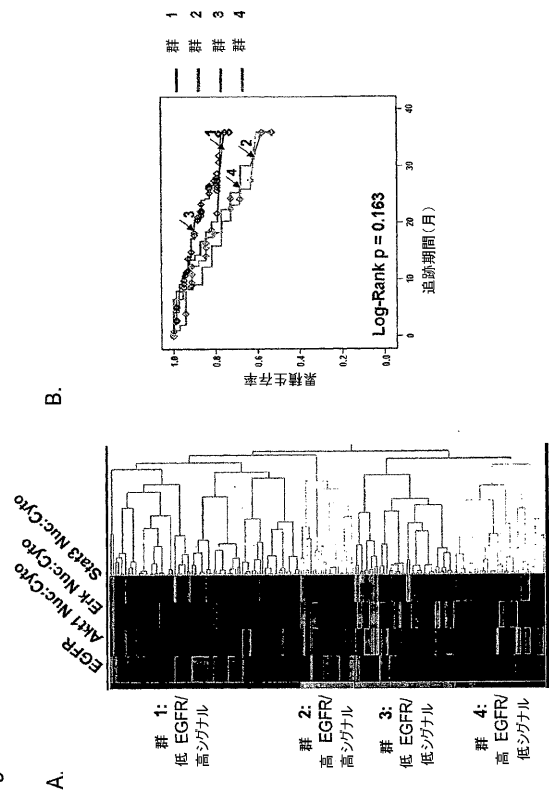 A.
EGFR
Akt1 Nuc:Cyto
Erk Nuc:Cyto
Stat3 Nuc:Cyto
群 1:
低 EGFR/
高シグナル
群 2:
高 EGFR/
高シグナル
群 3:
低 EGFR/
低シグナル
群 4:
高 EGFR/
低シグナル
B.
累積生存率
1.0
0.8
0.6
0.4
0.2
0.0
3
1
4
2
Log-Rank p = 0.163
0
10
20
30
40
追跡期間(月)
群 1
群 2
群 3
群 4